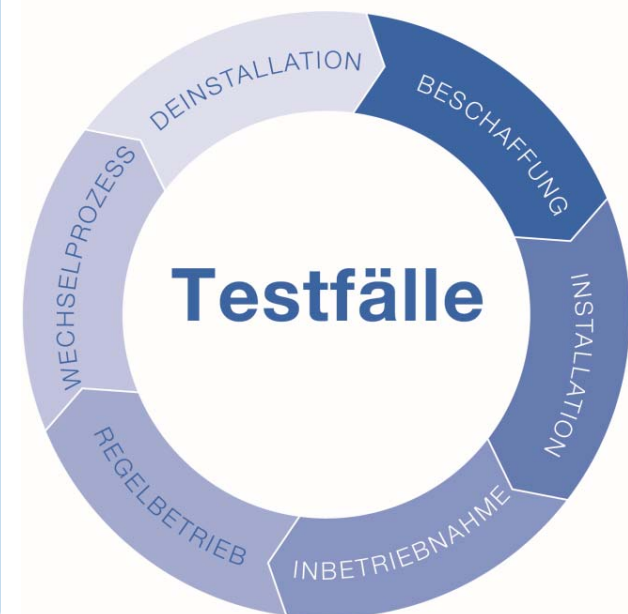 Testfälle
BESCHAFFUNG
INSTALLATION
INBETRIEBNAHME
REGELBETRIEB
WECHSELPROZESS
DEINSTALLATION